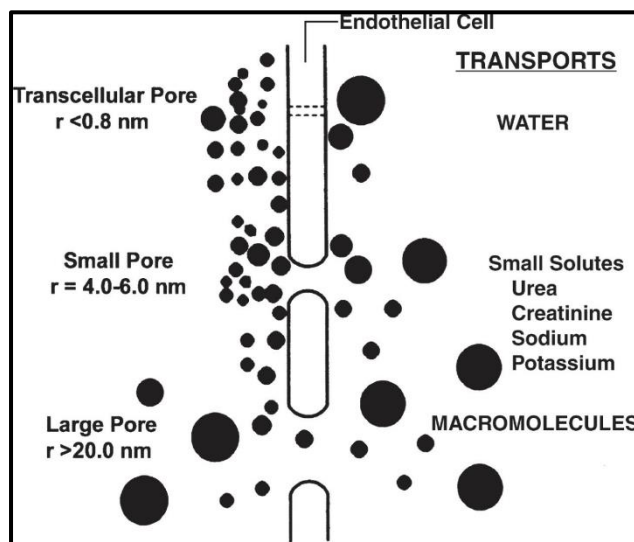 Endothelial Cell
TRANSPORTS
Transcellular Pore
r <0.8 nm
WATER
Small Pore
r = 4.0-6.0 nm
Small Solutes
Urea
Creatinine
Sodium
Potassium
Large Pore
r >20.0 nm
MACROMOLECULES